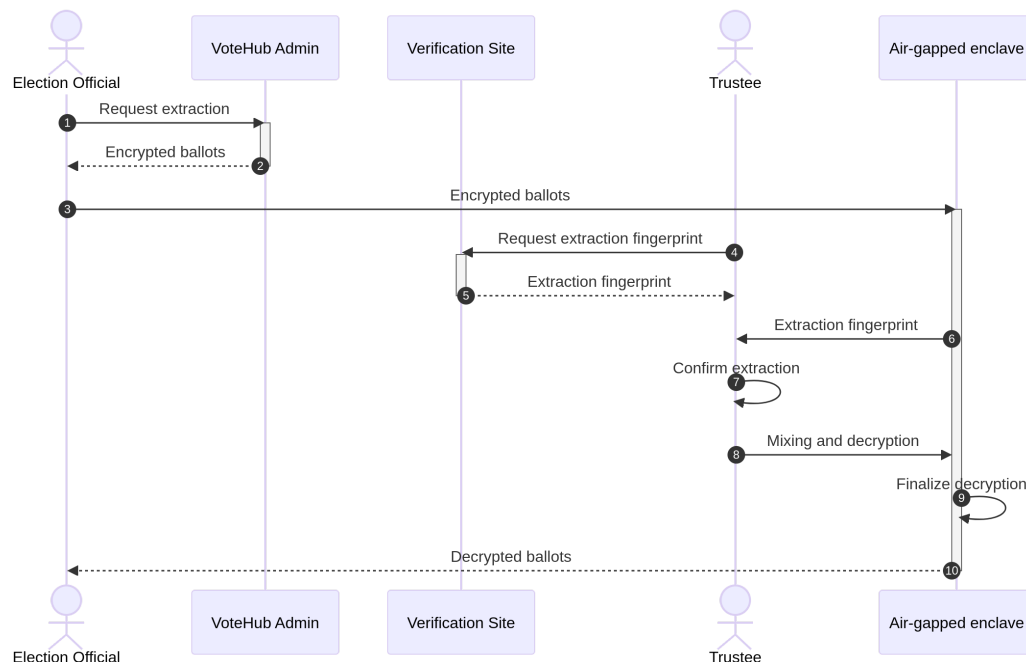 Election Official
VoteHub Admin
Verification Site
Trustee
Air-gapped enclave
Request extraction
1
Encrypted ballots
2
Encrypted ballots
3
Request extraction fingerprint
4
Extraction fingerprint
5
Extraction fingerprint
6
Confirm extraction
7
Mixing and decryption
8
Finalize decryption
9
Decrypted ballots
10
Election Official
VoteHub Admin
Verification Site
Trustee
Air-gapped enclave